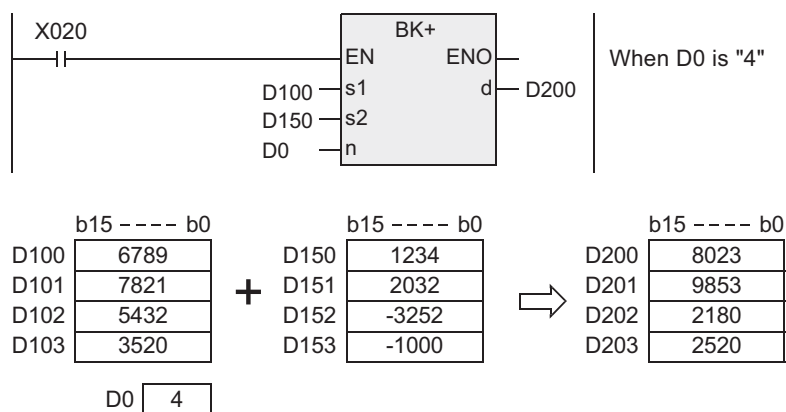 X020
BK+
EN ENO
When D0 is "4"
D100 s1 d D200
D150 s2
D0 n
b15 ---- b0 b15 ---- b0 b15 ---- b0
D100 6789 D150 1234 D200 8023
D101 7821 + D151 2032 D201 9853
D102 5432 D152 -3252 D202 2180
D103 3520 D153 -1000 D203 2520
D0 4